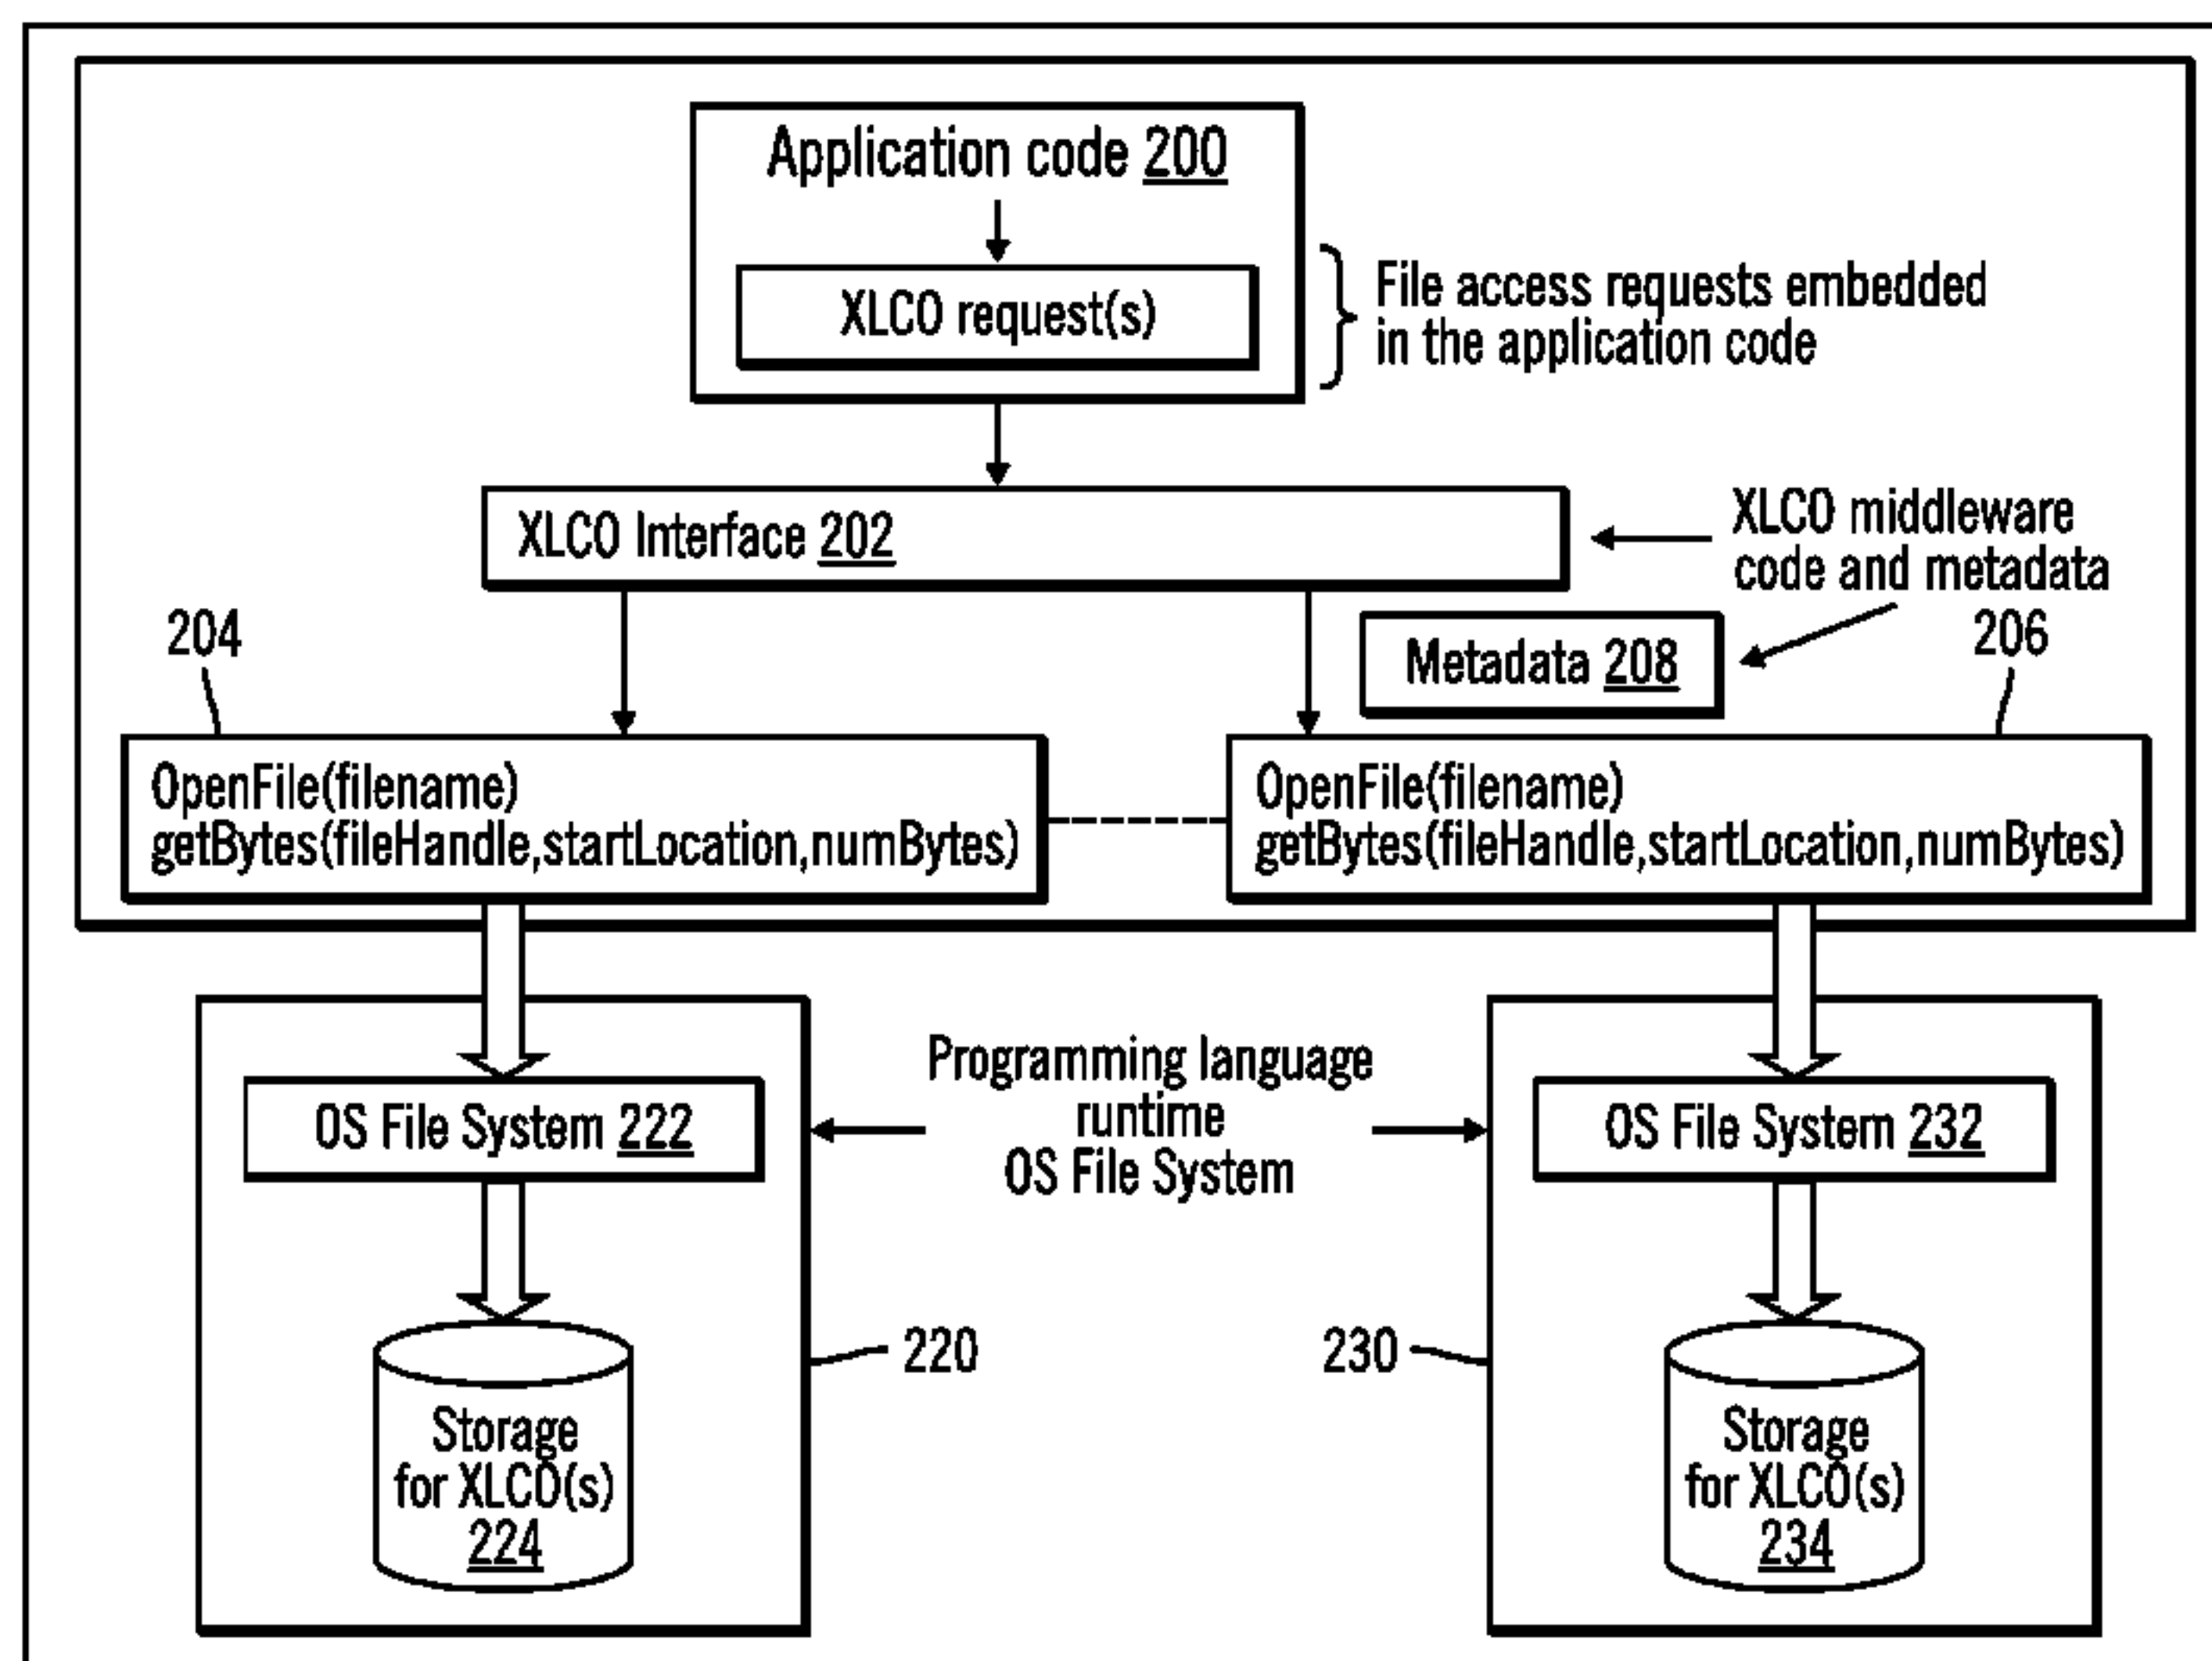 Application code 200
XLCO request(s)
File access requests embedded
in the application code
XLCO Interface 202
XLCO middleware
code and metadata
204
Metadata 208
206
OpenFile(filename)
getBytes(fileHandle,startLocation,numBytes)
OpenFile(filename)
getBytes(fileHandle,startLocation,numBytes)
OS File System 222
Programming language
runtime
OS File System
OS File System 232
220
230
Storage
for XLCO(s)
224
Storage
for XLCO(s)
234